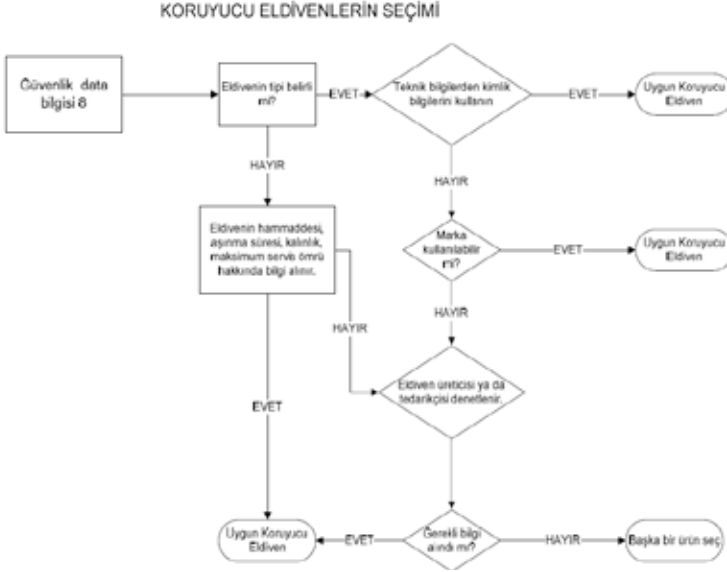 KORUYUCU ELDİVENLERİN SEÇİMİ
Güvenlik data
bilgisi 8
Eldivenin tipi belirli
mi?
EVET
Teknik bilgilerden kimlik
bilgilerin kullanın
EVET
Uygun Koruyucu
Eldiven
HAYIR
HAYIR
Eldivenin hammaddesi,
aşınma süresi, kalınlık,
maksimum servis ömrü
hakkında bilgi alınır.
Marka
kullanılabilir
mi?
EVET
Uygun Koruyucu
Eldiven
HAYIR
HAYIR
Eldiven üreticisi ya da
tedarikçisi denetlenir.
EVET
Uygun Koruyucu
Eldiven
EVET
Gerekli bilgi
alındı mı?
HAYIR
Başka bir ürün seç